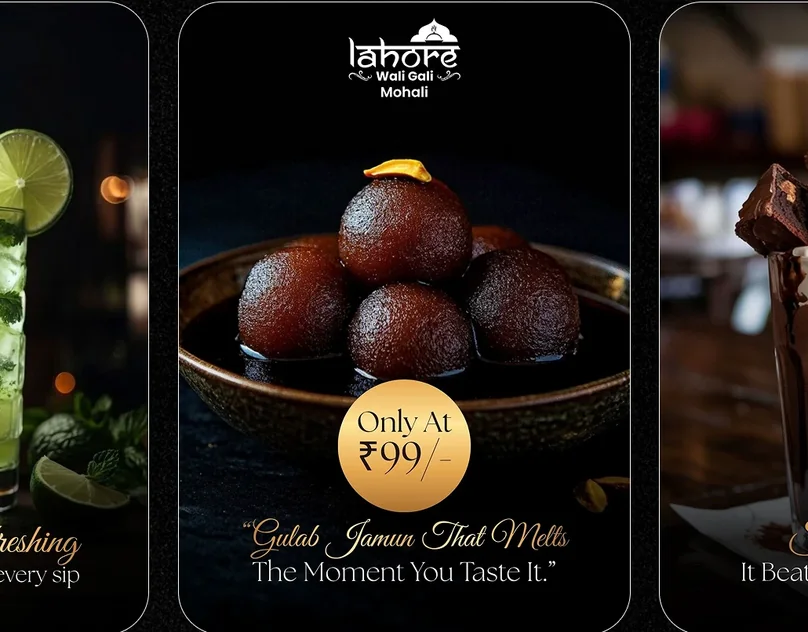 lahore
Wali Gali
Mohali
Only At
₹99/-
“Gulab Jamun That Melts
The Moment You Taste It.”
every sip
It Beat